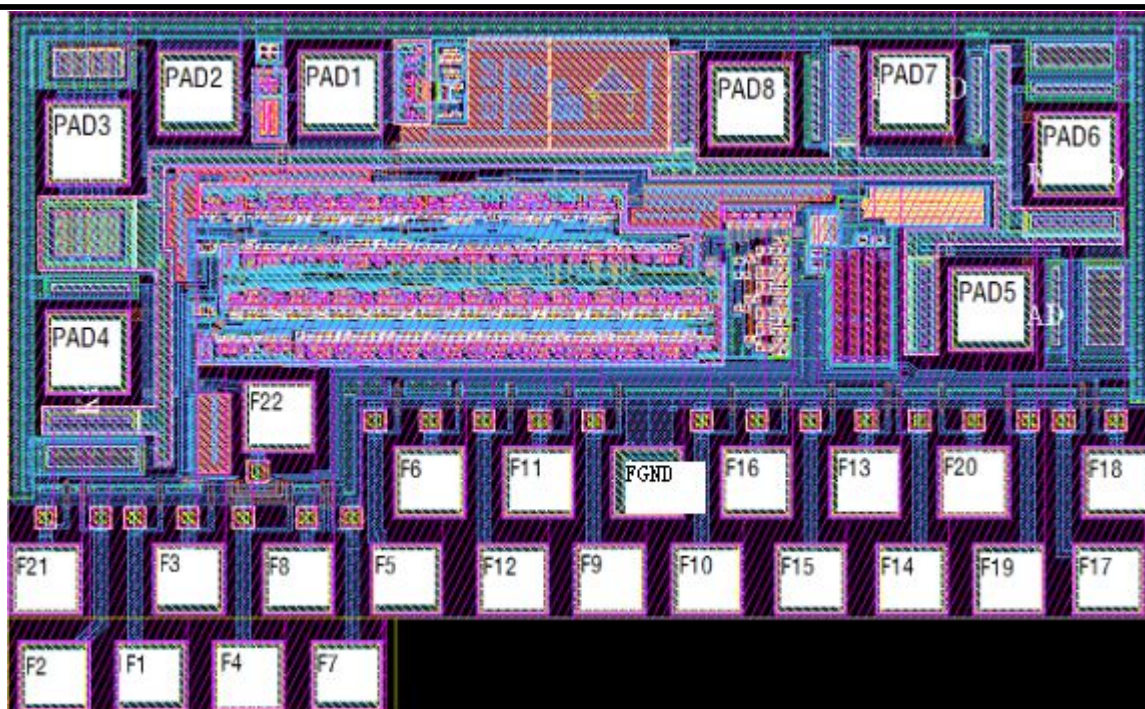 PAD2 PAD1 PAD8 PAD7
PAD3 PAD6
PAD4 PAD5
F22
F6 F11 FGND F16 F13 F20 F18
F21 F3 F8 F5 F12 F9 F10 F15 F14 F19 F17
F2 F1 F4 F7